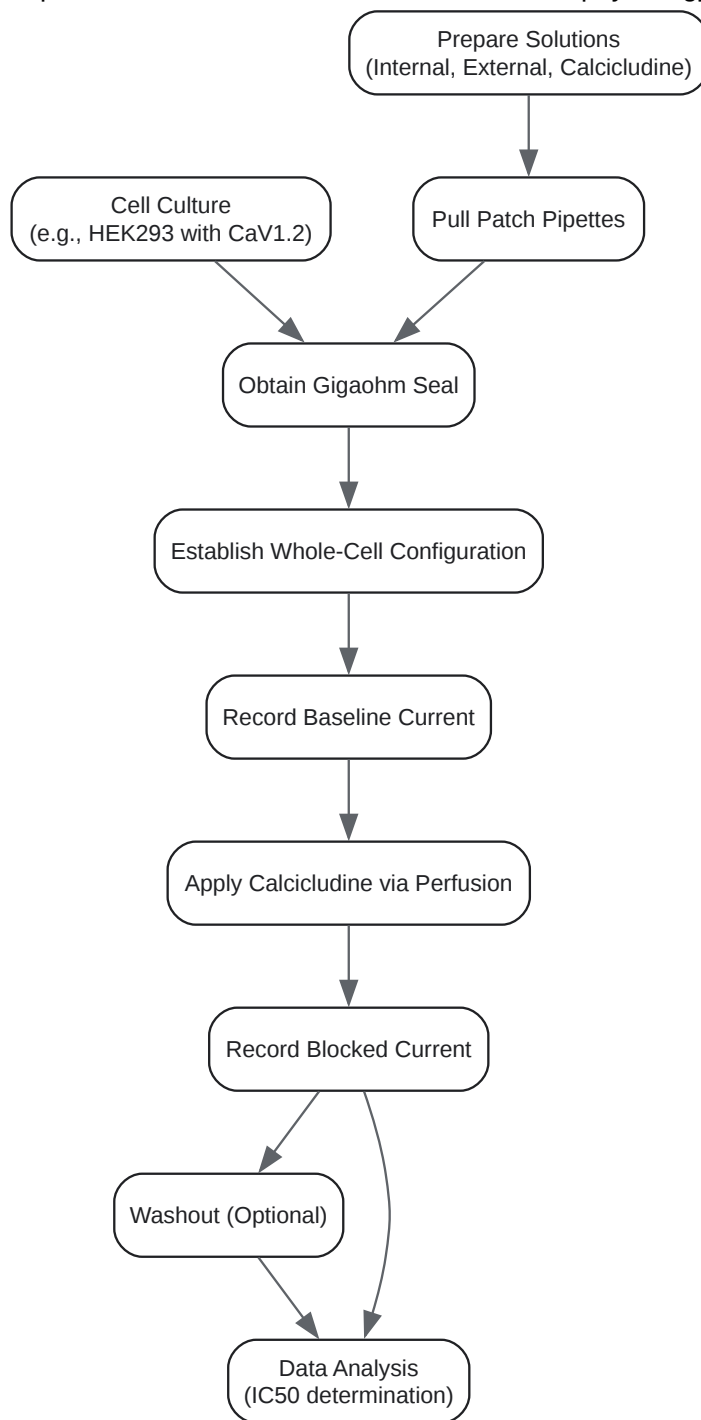 Prepare Solutions
(Internal, External, Calcicludine)
Cell Culture
(e.g., HEK293 with CaV1.2)
Pull Patch Pipettes
Obtain Gigaohm Seal
Establish Whole-Cell Configuration
Record Baseline Current
Apply Calcicludine via Perfusion
Record Blocked Current
Washout (Optional)
Data Analysis
(IC50 determination)